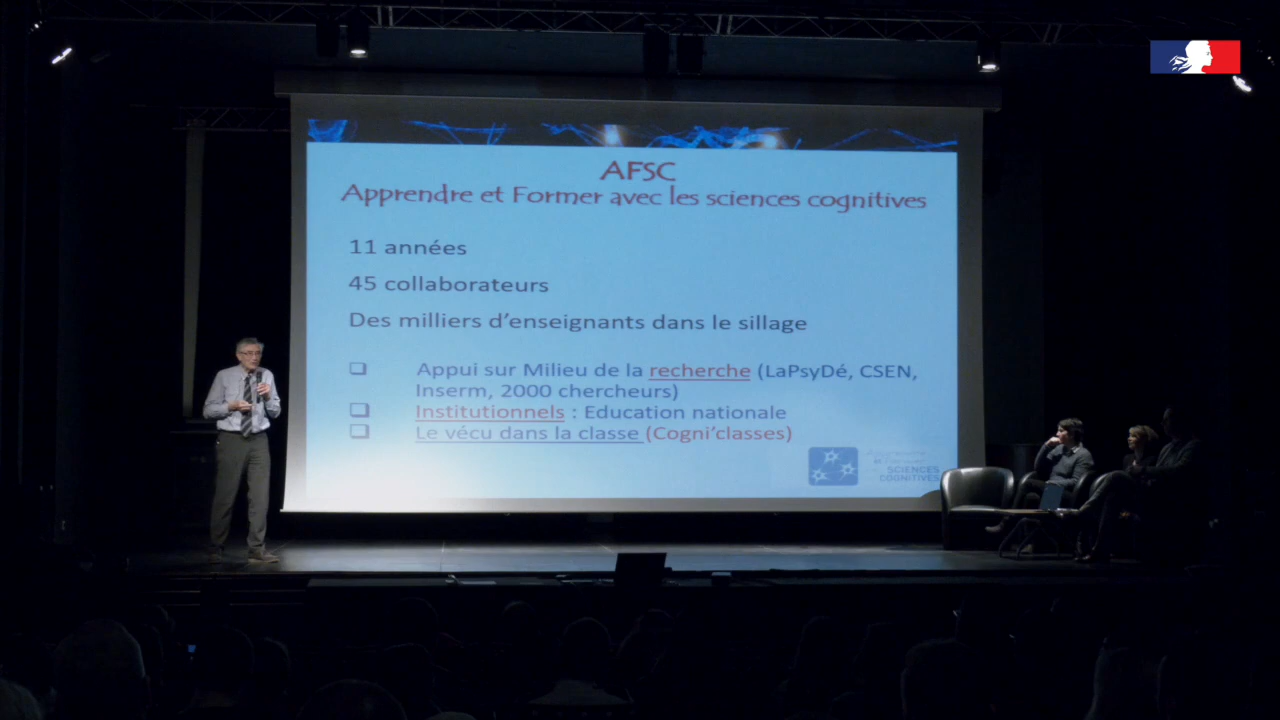 AFSC
Apprendre et Former avec les sciences cognitives
11 années
45 collaborateurs
Des milliers d'enseignants dans le sillage
Appui sur Milieu de la recherche (LaPsyDé, CSEN,
Inserm, 2000 chercheurs)
Institutionnels : Education nationale
Le vécu dans la classe (Cogni'classes)
SCIENCES
COGNITIVES